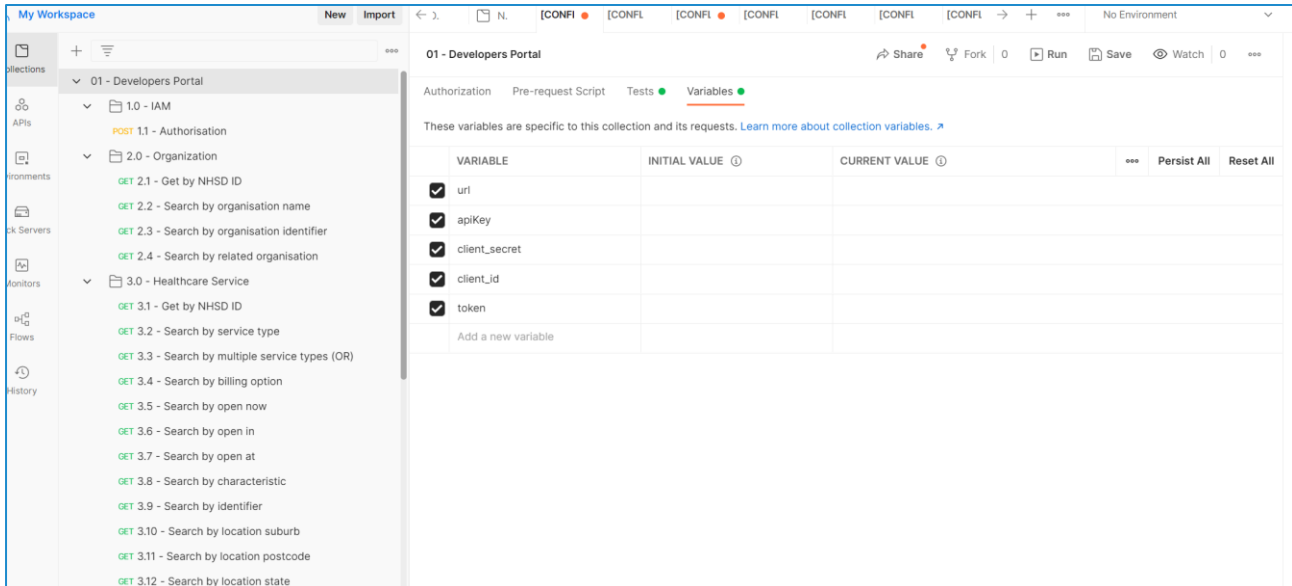 My Workspace New Import
N. [CONFI [CONFL [CONFL [CONFL [CONFL [CONFL [CONFL No Environment
ollections
01 - Developers Portal Share Fork 0 Run Save Watch 0
01 - Developers Portal
1.0 - IAM
Authorization Pre-request Script Tests Variables
APIs
POST 1.1 - Authorisation
These variables are specific to this collection and its requests. Learn more about collection variables.
2.0 - Organization
VARIABLE INITIAL VALUE CURRENT VALUE Persist All Reset All
vironments
GET 2.1 - Get by NHSD ID
url
GET 2.2 - Search by organisation name
apiKey
ck Servers
GET 2.3 - Search by organisation identifier
client_secret
GET 2.4 - Search by related organisation
Monitors
3.0 - Healthcare Service
client_id
GET 3.1 - Get by NHSD ID
token
Flows
GET 3.2 - Search by service type
Add a new variable
GET 3.3 - Search by multiple service types (OR)
GET 3.4 - Search by billing option
History
GET 3.5 - Search by open now
GET 3.6 - Search by open in
GET 3.7 - Search by open at
GET 3.8 - Search by characteristic
GET 3.9 - Search by identifier
GET 3.10 - Search by location suburb
GET 3.11 - Search by location postcode
GET 3.12 - Search by location state